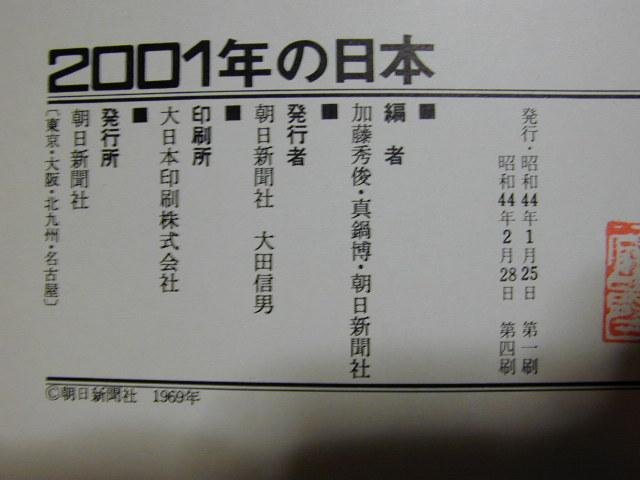 2001年の日本
発行・昭和44年1月25日 第一刷
昭和44年2月28日 第四刷
■編者
加藤秀俊・真鍋博・朝日新聞社
■発行者
朝日新聞社 大田信男
■印刷所
大日本印刷株式会社
■発行所
朝日新聞社
〔東京・大阪・北九州・名古屋〕
©朝日新聞社 1969年